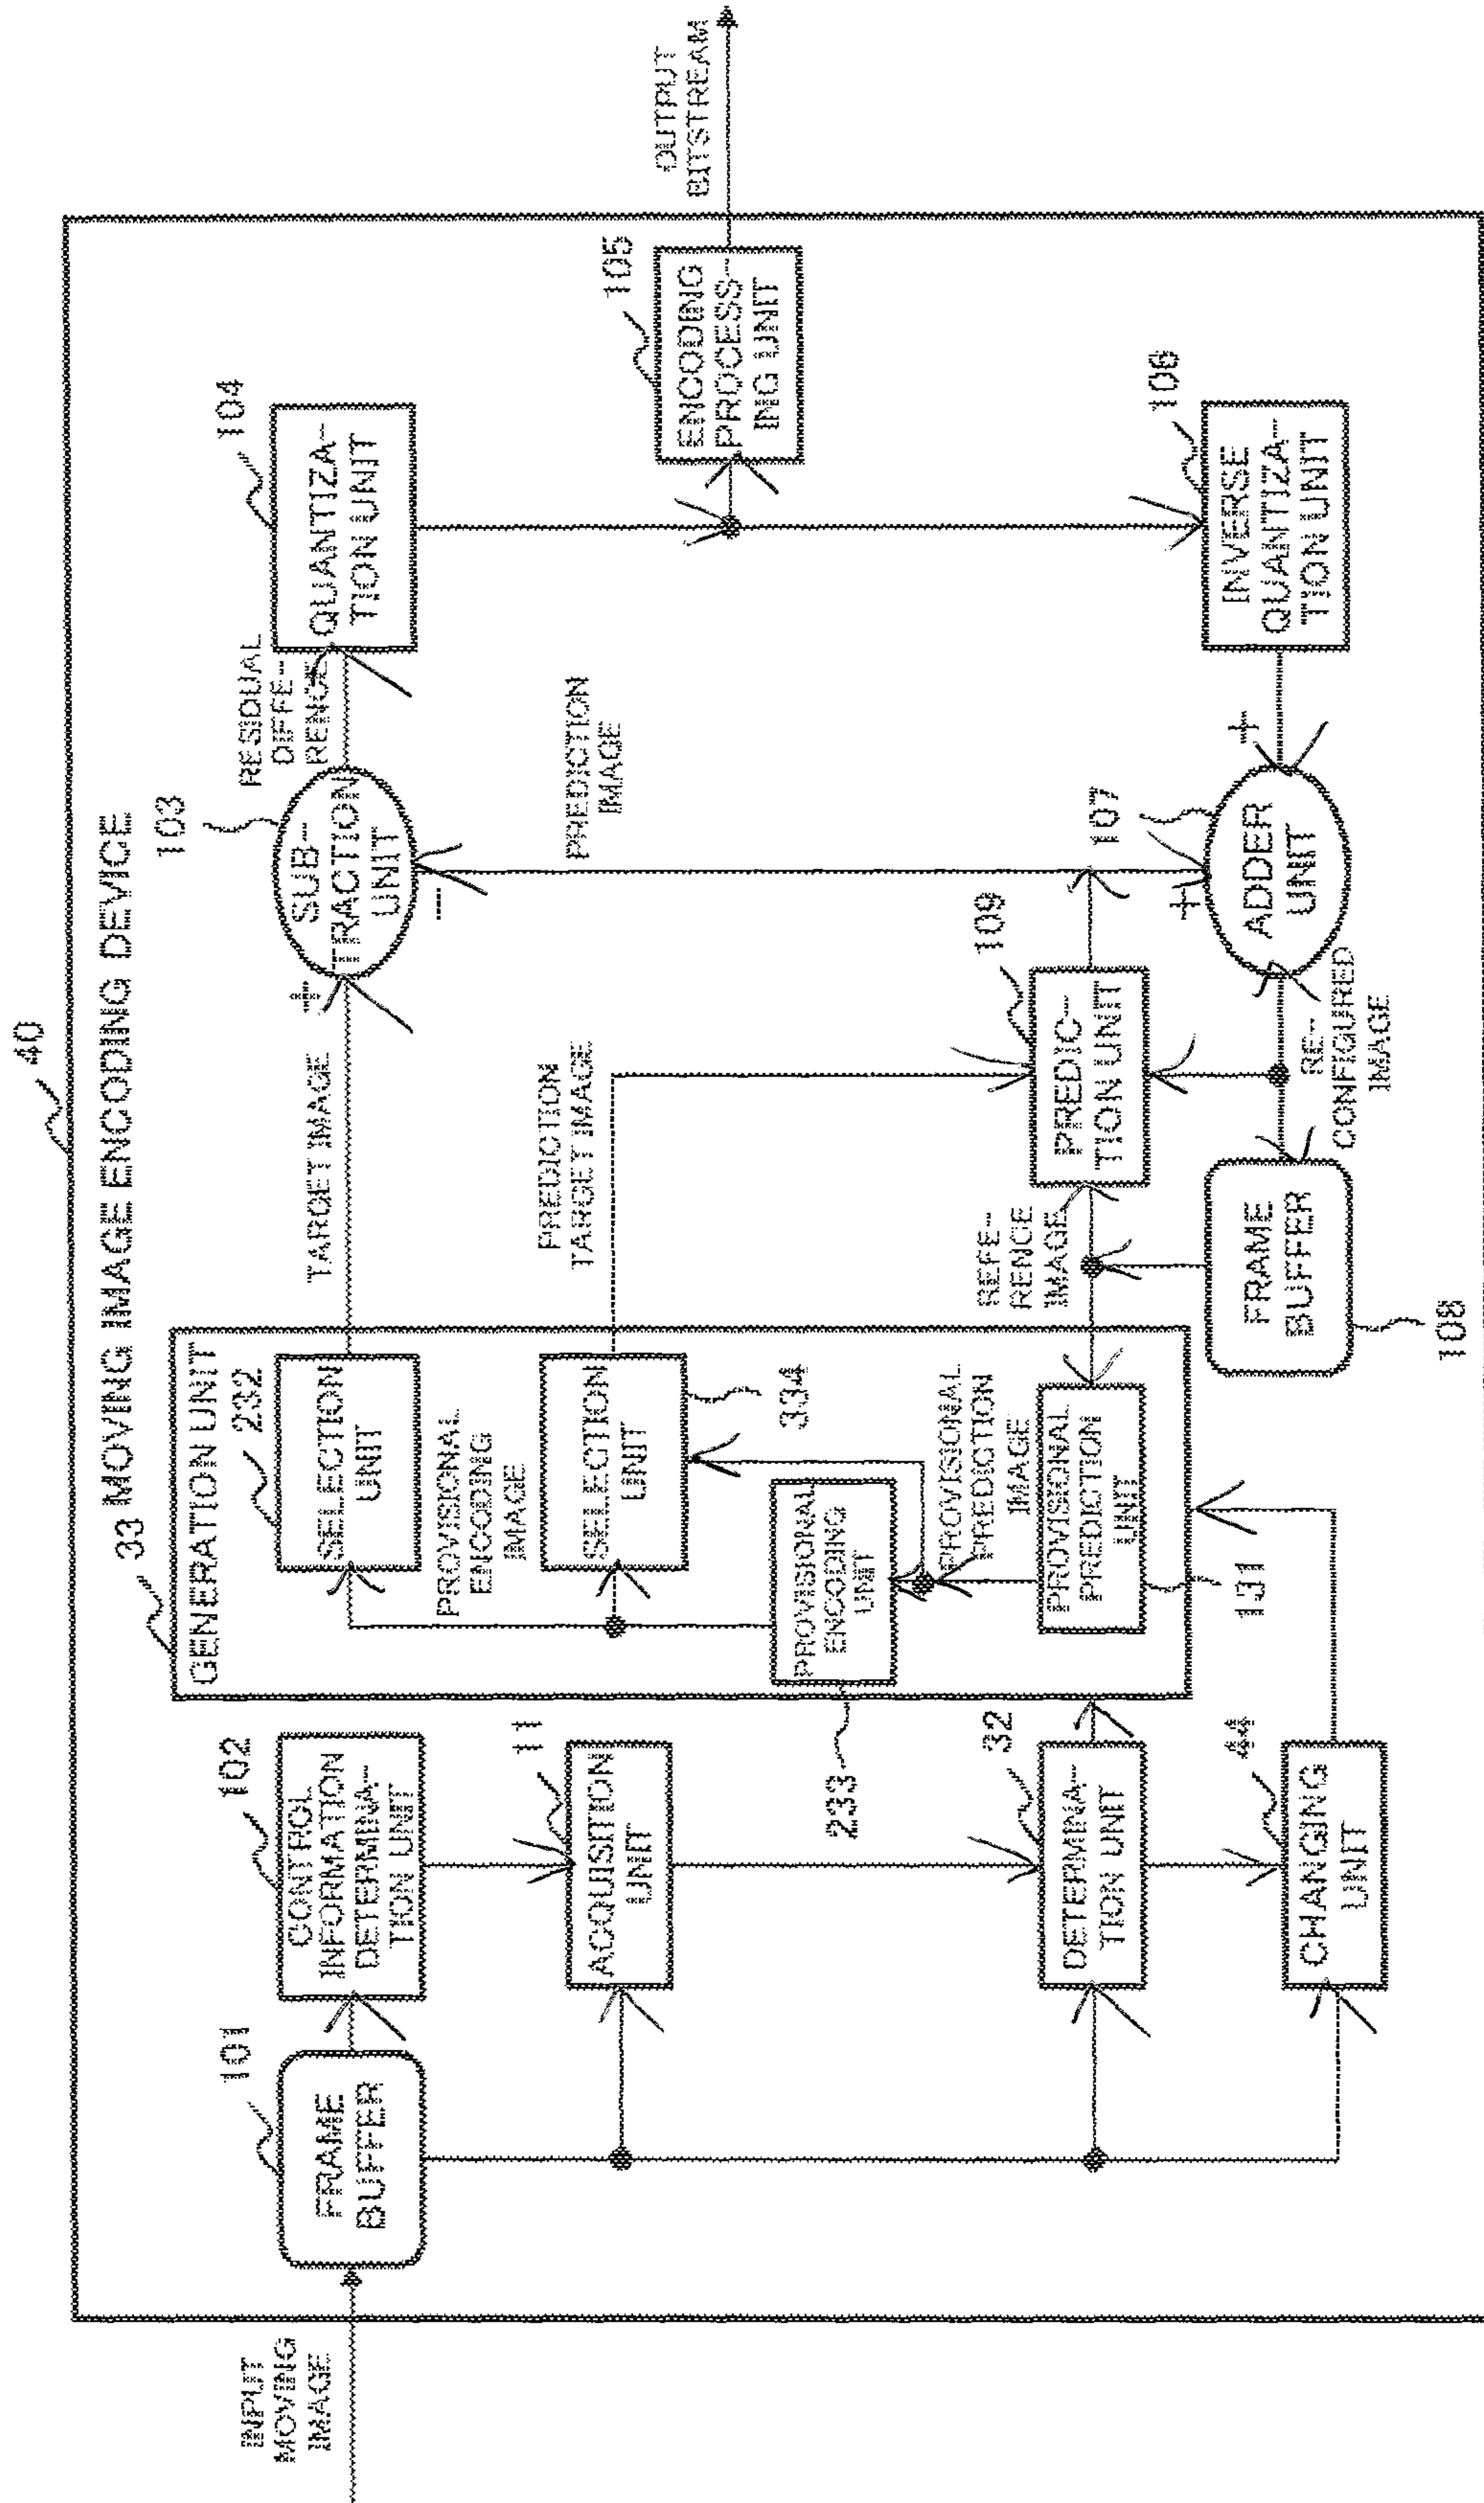 40
33 MOVING IMAGE ENCODING DEVICE
INPUT
MOVING
IMAGE
101
FRAME
BUFFER
102
CONTROL
INFORMATION
DETERMINA-
TION UNIT
11
ACQUISITION
UNIT
32
DETERMINA-
TION UNIT
44
CHANGING
UNIT
GENERATION UNIT
232
SELECTION
UNIT
PROVISIONAL
ENCODING
IMAGE
SELECTION
UNIT
334
PROVISIONAL
ENCODING
UNIT
233
PROVISIONAL
PREDICTION
IMAGE
PROVISIONAL
PREDICTION
UNIT
131
TARGET IMAGE
PREDICTION
TARGET IMAGE
REFE-
RENCE
IMAGE
FRAME
BUFFER
108
109
PREDIC-
TION UNIT
RE-
CONFIGURED
IMAGE
103
+
SUB-
TRACTION
UNIT
-
PREDICTION
IMAGE
107
+
+
ADDER
UNIT
RESIDUAL
DIFFE-
RENCE
104
QUANTIZA-
TION UNIT
105
ENCODING
PROCESS-
ING UNIT
106
INVERSE
QUANTIZA-
TION UNIT
OUTPUT
BITSTREAM